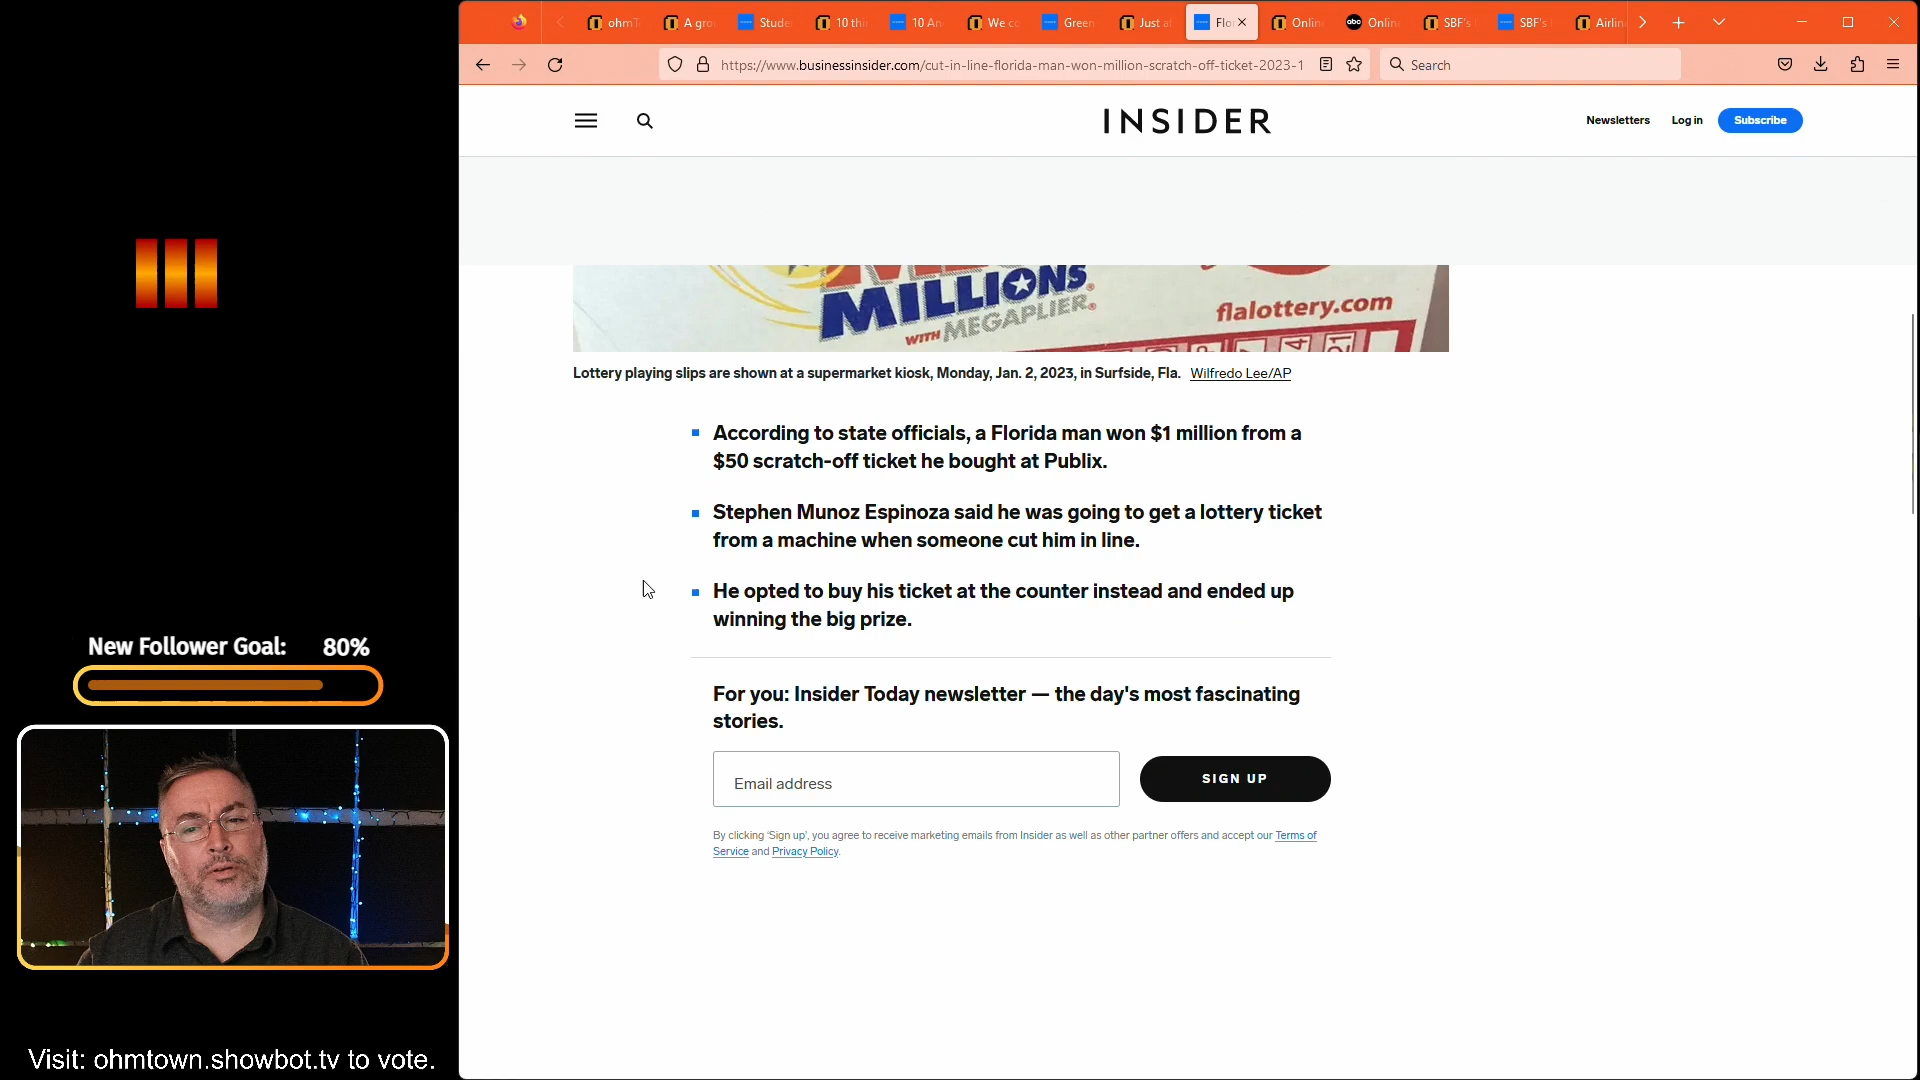 ohmT
A gro
Stude
10 thi
10 An
We co
Green
Just a
Flo
Onlin
Onlin
SBF's
SBF's
Airlin
https://www.businessinsider.com/cut-in-line-florida-man-won-million-scratch-off-ticket-2023-1
Search
INSIDER
Newsletters
Log in
Subscribe
MILLIONS
WITH MEGAPLIER
flalottery.com
Lottery playing slips are shown at a supermarket kiosk, Monday, Jan. 2, 2023, in Surfside, Fla. Wilfredo Lee/AP
According to state officials, a Florida man won $1 million from a
$50 scratch-off ticket he bought at Publix.
Stephen Munoz Espinoza said he was going to get a lottery ticket
from a machine when someone cut him in line.
He opted to buy his ticket at the counter instead and ended up
winning the big prize.
For you: Insider Today newsletter — the day's most fascinating
stories.
Email address
SIGN UP
By clicking 'Sign up', you agree to receive marketing emails from Insider as well as other partner offers and accept our Terms of
Service and Privacy Policy.
New Follower Goal: 80%
Visit: ohmtown.showbot.tv to vote.